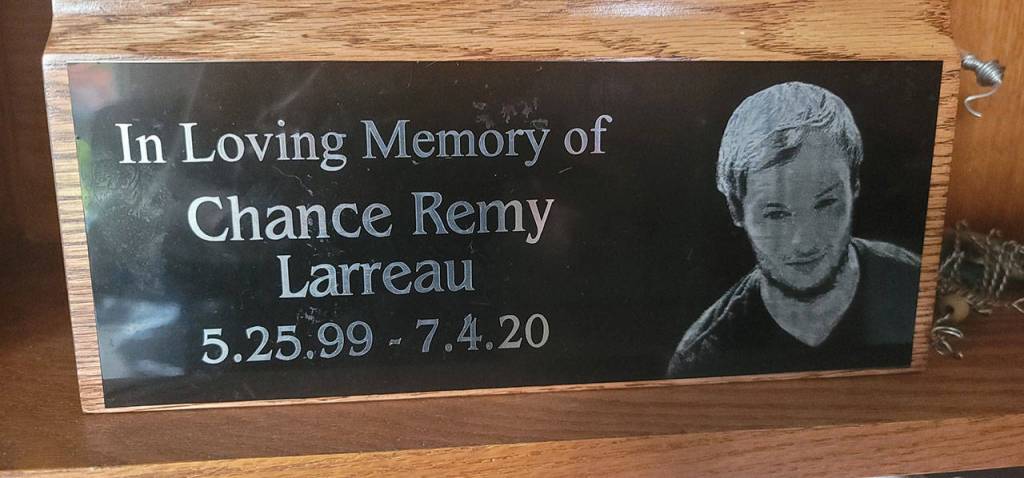 In Loving Memory of
Chance Remy
Larreau
5.25.99 - 7.4.20